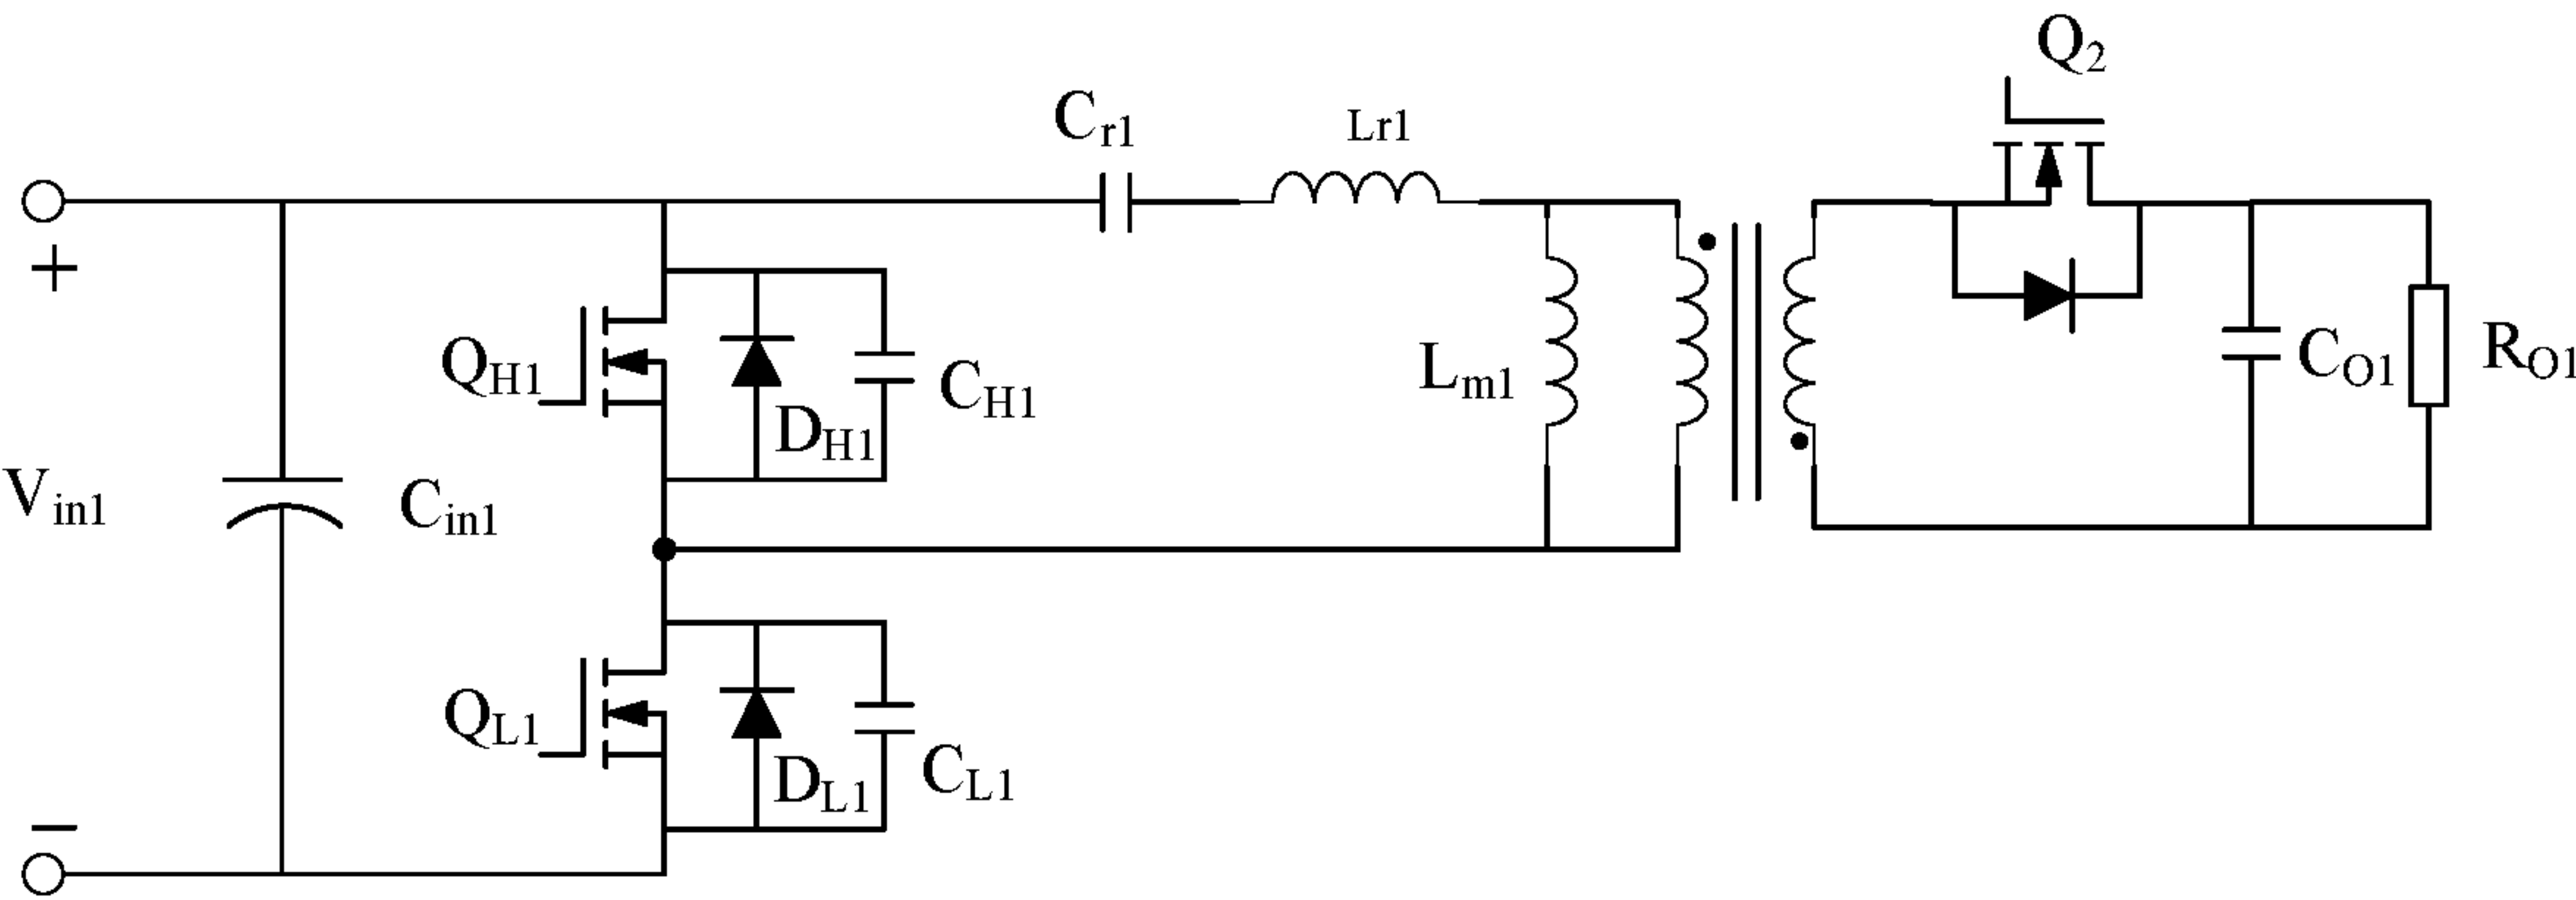 Q2
Cr1
Lr1
+
QH1
CH1
DH1
Lm1
CO1
RO1
Vin1
Cin1
QL1
DL1
CL1
−